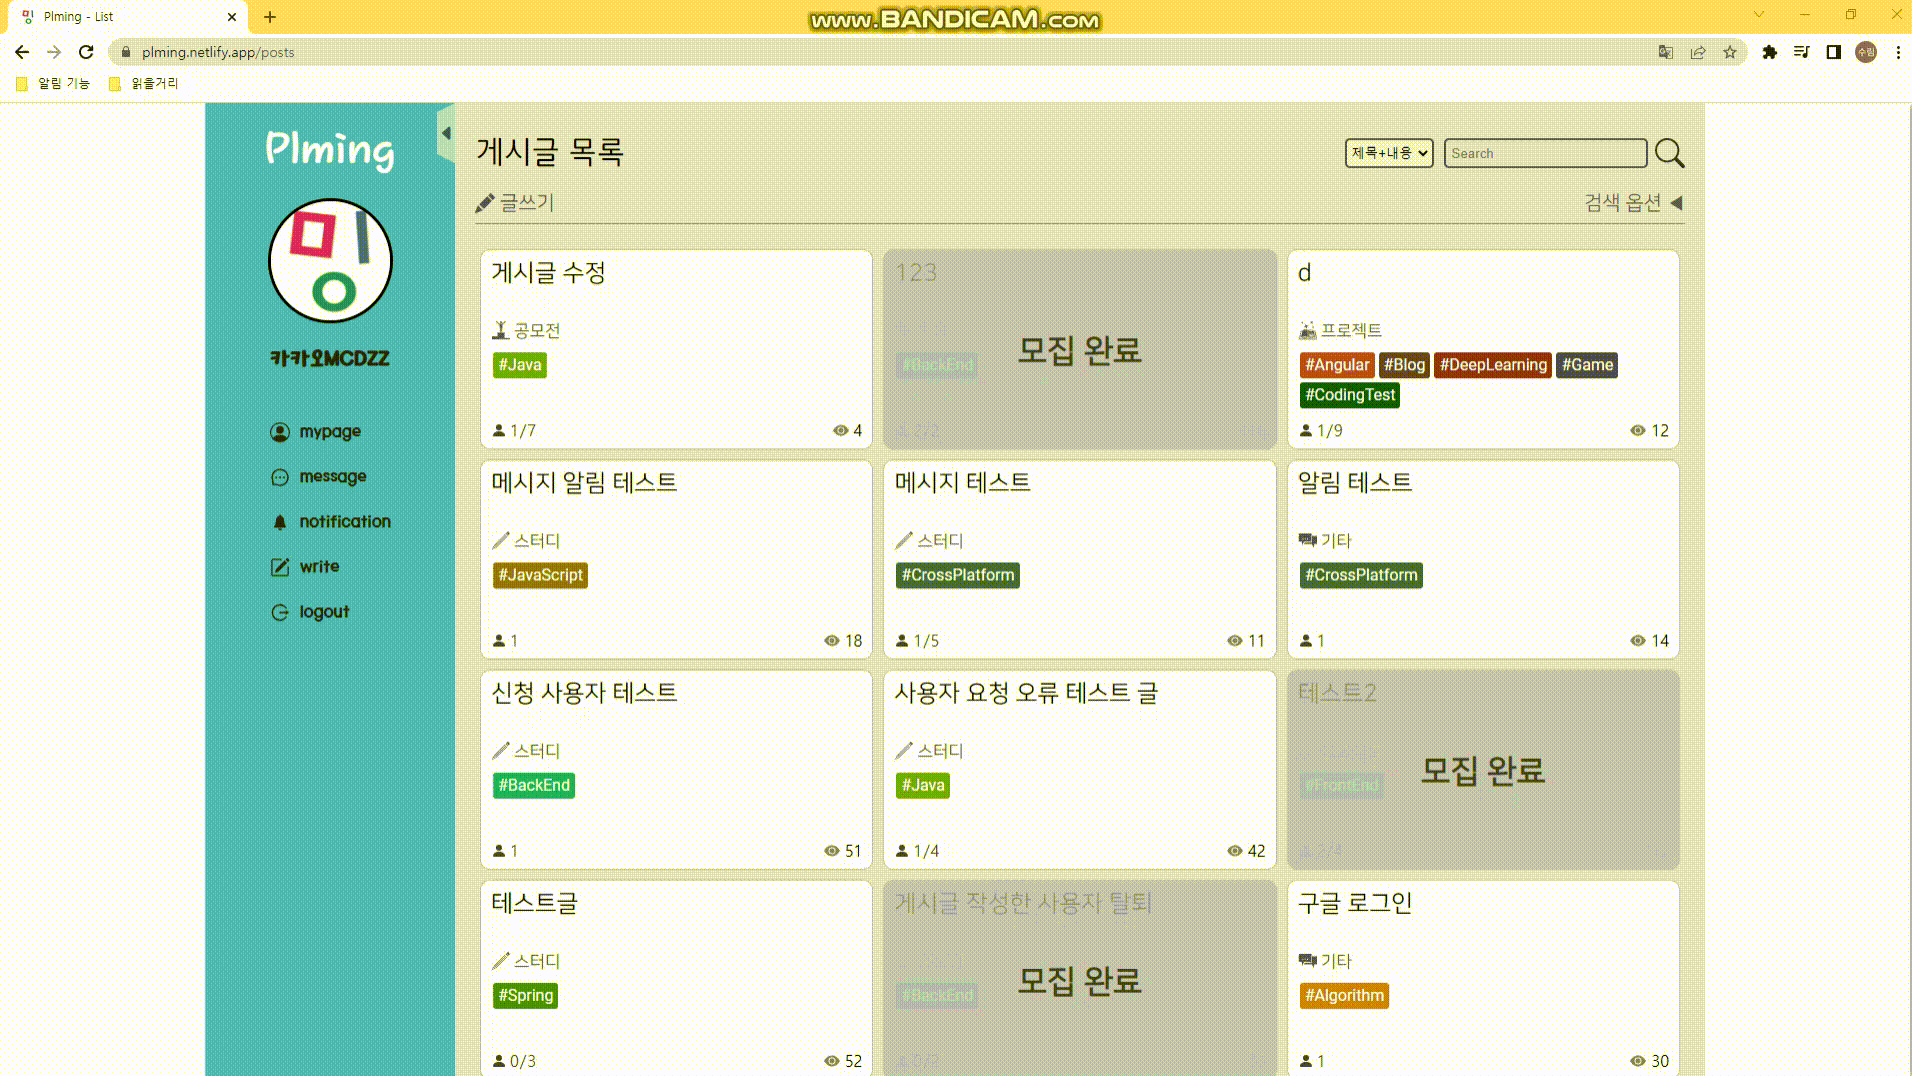 Plming - List
www.BANDICAM.com
plming.netlify.app/posts
수림
알림 기능
읽을거리
Plming
밍
카카오MCDZZ
mypage
message
notification
write
logout
게시글 목록
제목+내용
Search
글쓰기
검색 옵션
게시글 수정
공모전
#Java
1/7
4
123
#BackEnd
모집 완료
2/2
d
프로젝트
#Angular #Blog #DeepLearning #Game
#CodingTest
1/9
12
메시지 알림 테스트
스터디
#JavaScript
1
18
메시지 테스트
스터디
#CrossPlatform
1/5
11
알림 테스트
기타
#CrossPlatform
1
14
신청 사용자 테스트
스터디
#BackEnd
1
51
사용자 요청 오류 테스트 글
스터디
#Java
1/4
42
테스트2
#FrontEnd
모집 완료
테스트글
스터디
#Spring
0/3
52
게시글 작성한 사용자 탈퇴
#BackEnd
모집 완료
구글 로그인
기타
#Algorithm
1
30